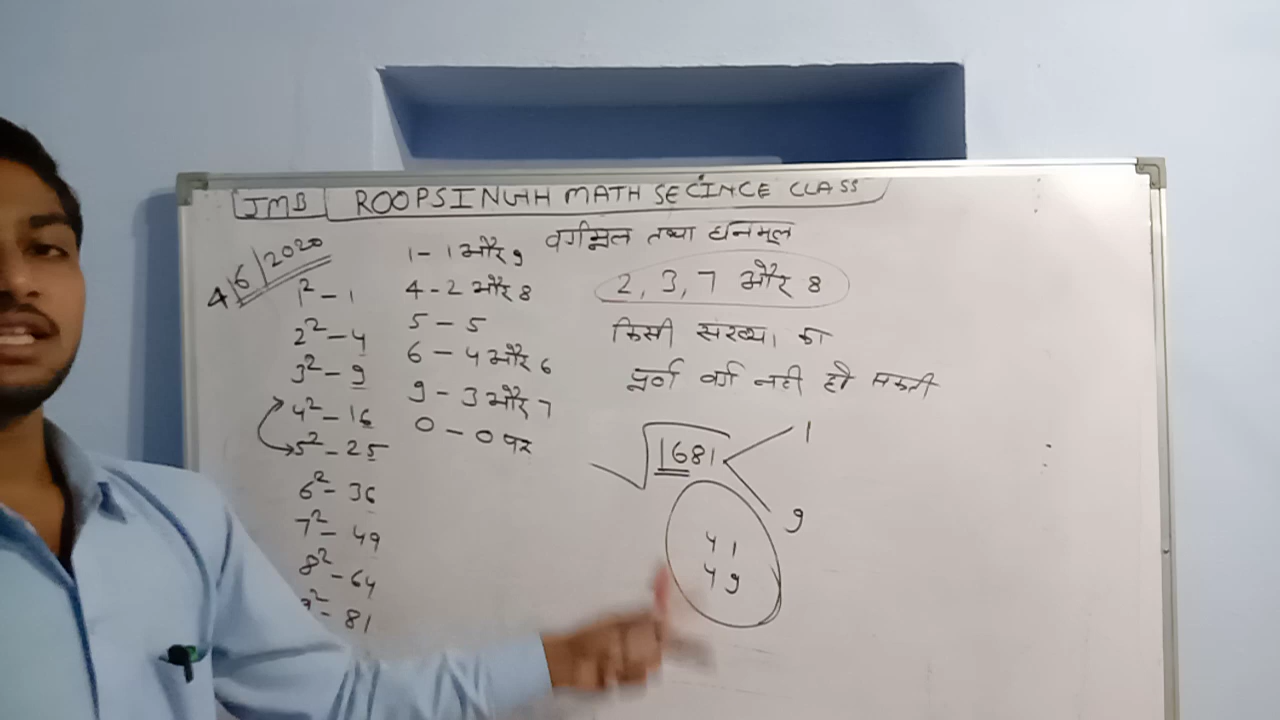 JMB ROOPSINGH MATH SECINCE CLASS
4/6/2020
वर्गमूल तथा घनमूल
1² - 1
2² - 4
3² - 9
4² - 16
5² - 25
6² - 36
7² - 49
8² - 64
9² - 81
1 - 1 और 9
4 - 2 और 8
5 - 5
6 - 4 और 6
9 - 3 और 7
0 - 0 पर
2, 3, 7 और 8
किसी संख्या का
पूर्ण वर्ग नही हो सकती
√1681
1
9
41
49